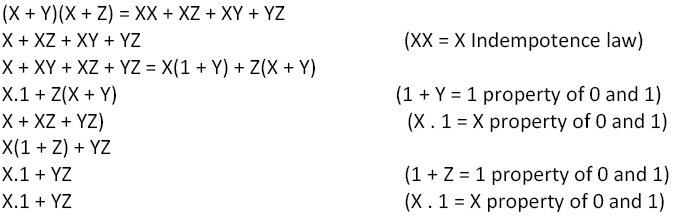 (X + Y)(X + Z) = XX + XZ + XY + YZ
X + XZ + XY + YZ (XX = X Indempotence law)
X + XY + XZ + YZ = X(1 + Y) + Z(X + Y)
X.1 + Z(X + Y) (1 + Y = 1 property of 0 and 1)
X + XZ + YZ) (X . 1 = X property of 0 and 1)
X(1 + Z) + YZ
X.1 + YZ (1 + Z = 1 property of 0 and 1)
X.1 + YZ (X . 1 = X property of 0 and 1)